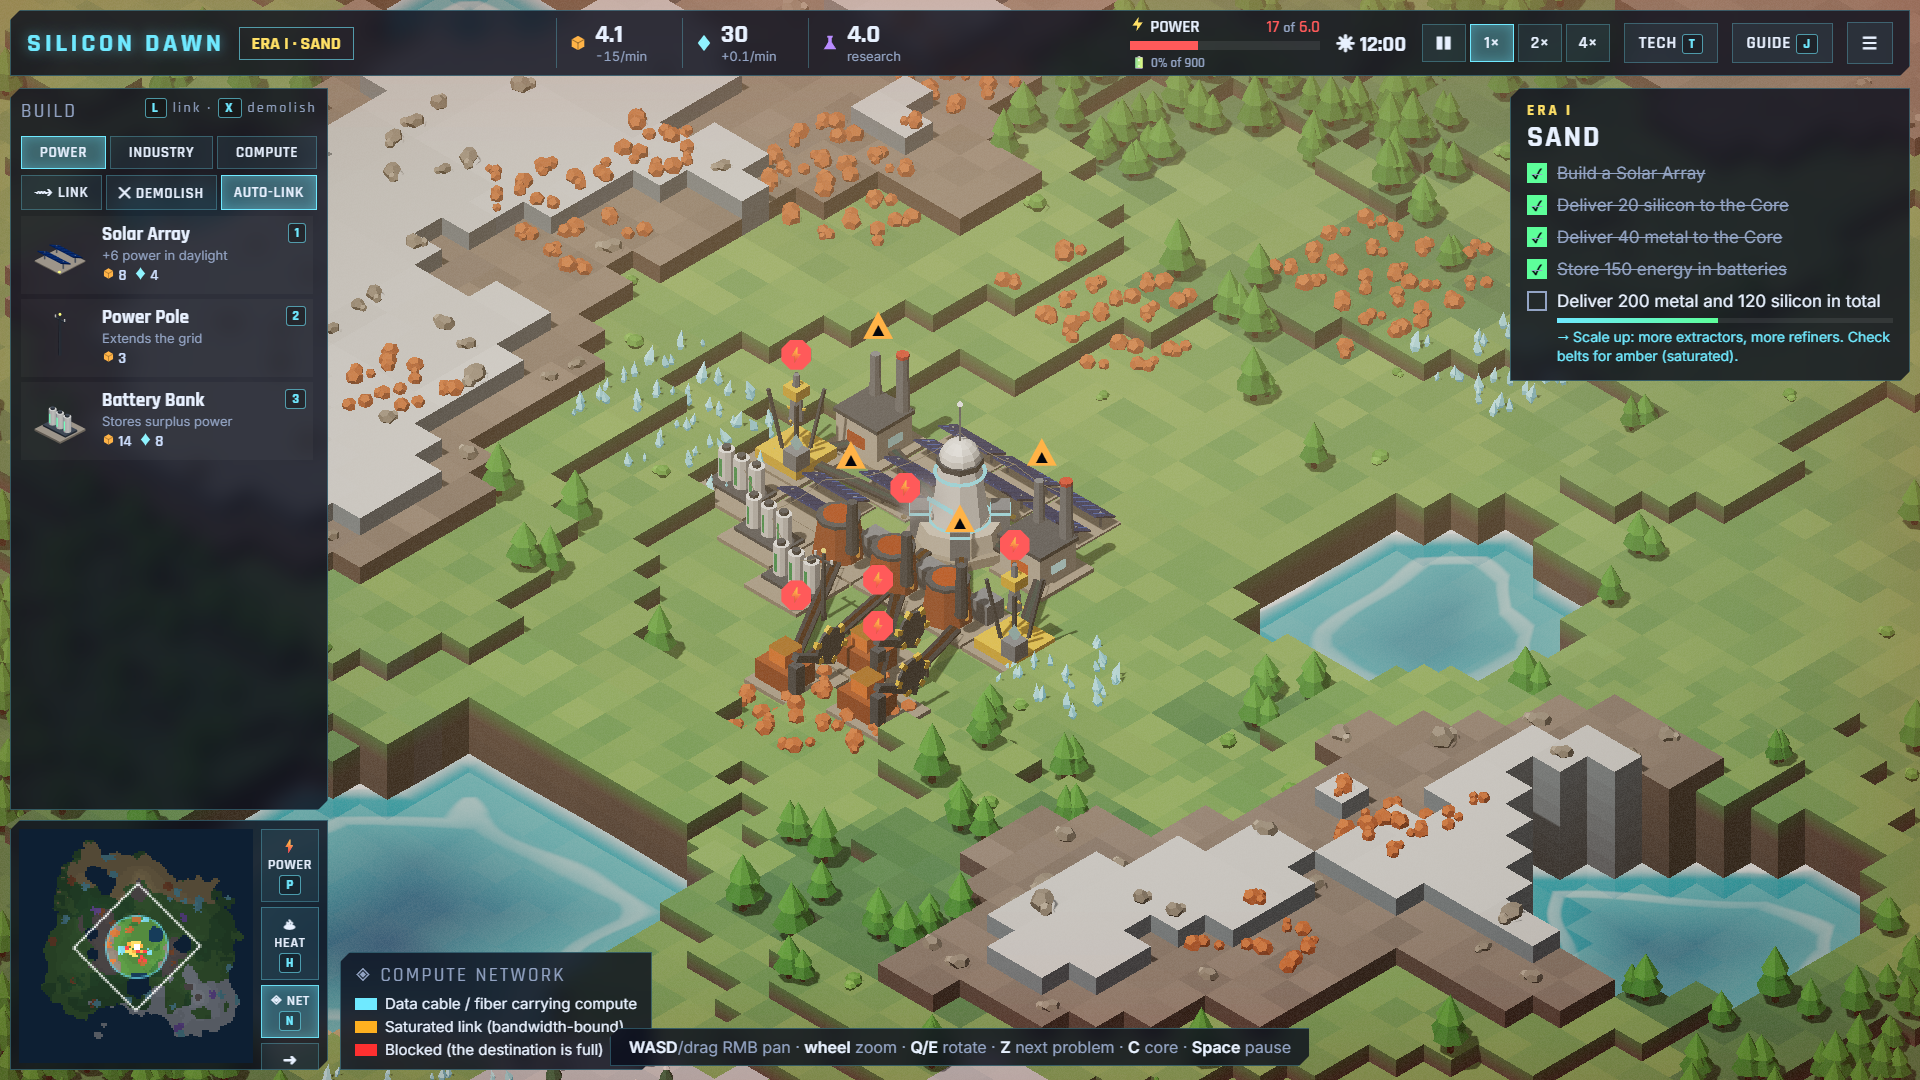 SILICON DAWN
ERA I · SAND
4.1
-15/min
30
+0.1/min
4.0
research
POWER
17 of 6.0
0% of 900
12:00
1×
2×
4×
TECH T
GUIDE J
BUILD
L link · X demolish
POWER
INDUSTRY
COMPUTE
LINK
DEMOLISH
AUTO-LINK
Solar Array
1
+6 power in daylight
8 4
Power Pole
2
Extends the grid
3
Battery Bank
3
Stores surplus power
14 8
ERA I
SAND
Build a Solar Array
Deliver 20 silicon to the Core
Deliver 40 metal to the Core
Store 150 energy in batteries
Deliver 200 metal and 120 silicon in total
→ Scale up: more extractors, more refiners. Check
belts for amber (saturated).
POWER
P
HEAT
H
NET
N
COMPUTE NETWORK
Data cable / fiber carrying compute
Saturated link (bandwidth-bound)
Blocked (the destination is full)
WASD/drag RMB pan · wheel zoom · Q/E rotate · Z next problem · C core · Space pause